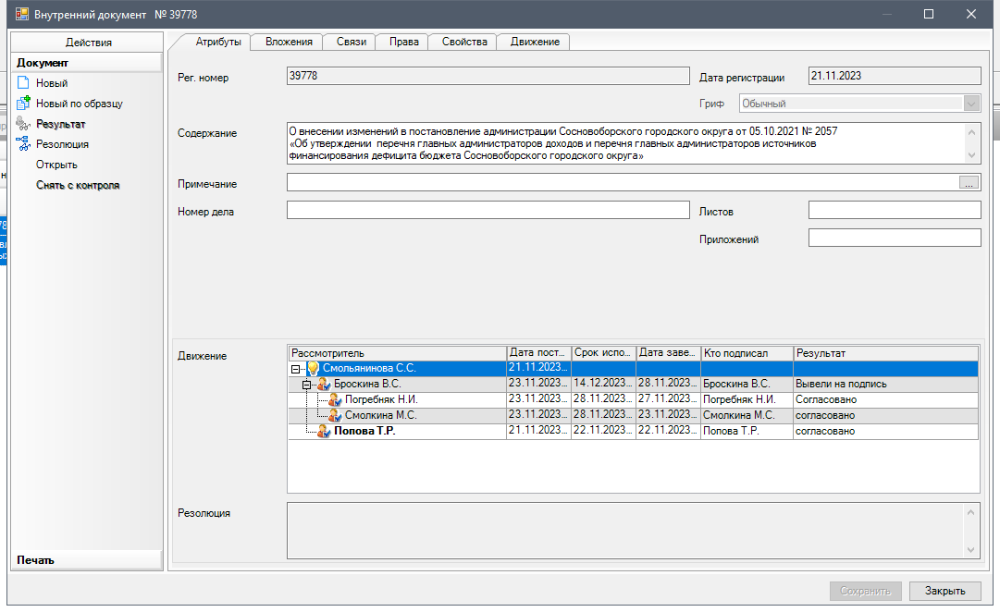 Внутренний документ № 39778
Действия
Документ
Новый
Новый по образцу
Результат
Резолюция
Открыть
Снять с контроля
Печать
Атрибуты Вложения Связи Права Свойства Движение
Рег. номер 39778 Дата регистрации 21.11.2023
Гриф Обычный
Содержание
О внесении изменений в постановление администрации Сосновоборского городского округа от 05.10.2021 № 2057
«Об утверждении перечня главных администраторов доходов и перечня главных администраторов источников
финансирования дефицита бюджета Сосновоборского городского округа»
Примечание ...
Номер дела Листов
Приложений
Движение
Рассмотритель Дата пост... Срок испо... Дата заве... Кто подписал Результат
Смольянинова С.С. 21.11.2023...
Броскина В.С. 23.11.2023... 14.12.2023... 28.11.2023... Броскина В.С. Вывели на подпись
Погребняк Н.И. 23.11.2023... 28.11.2023... 27.11.2023... Погребняк Н.И. Согласовано
Смолкина М.С. 23.11.2023... 28.11.2023... 23.11.2023... Смолкина М.С. согласовано
Попова Т.Р. 21.11.2023... 22.11.2023... 22.11.2023... Попова Т.Р. согласовано
Резолюция
Сохранить Закрыть